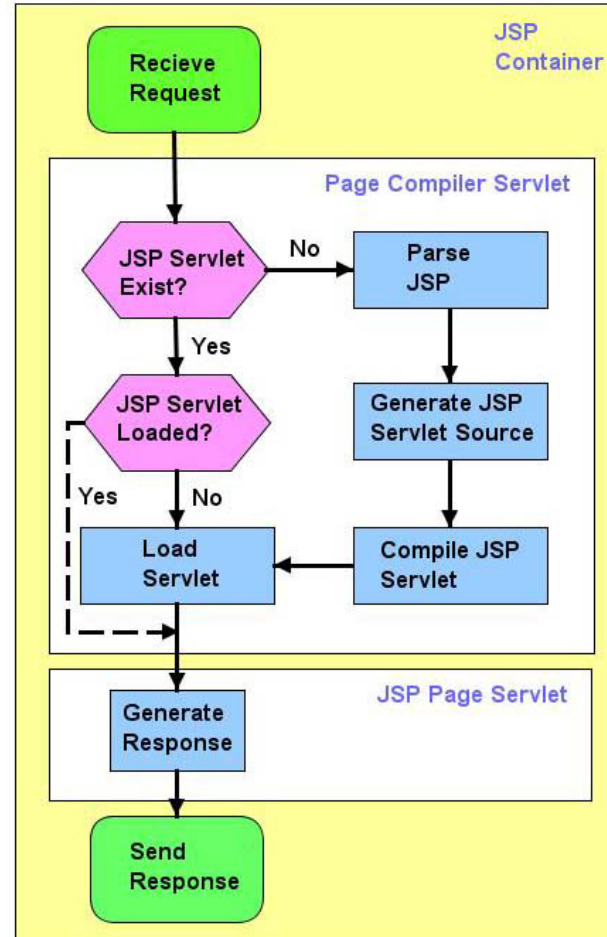 JSP
Container
Recieve
Request
Page Compiler Servlet
JSP Servlet
Exist?
No
Parse
JSP
Yes
JSP Servlet
Loaded?
Generate JSP
Servlet Source
Yes
No
Load
Servlet
Compile JSP
Servlet
JSP Page Servlet
Generate
Response
Send
Response